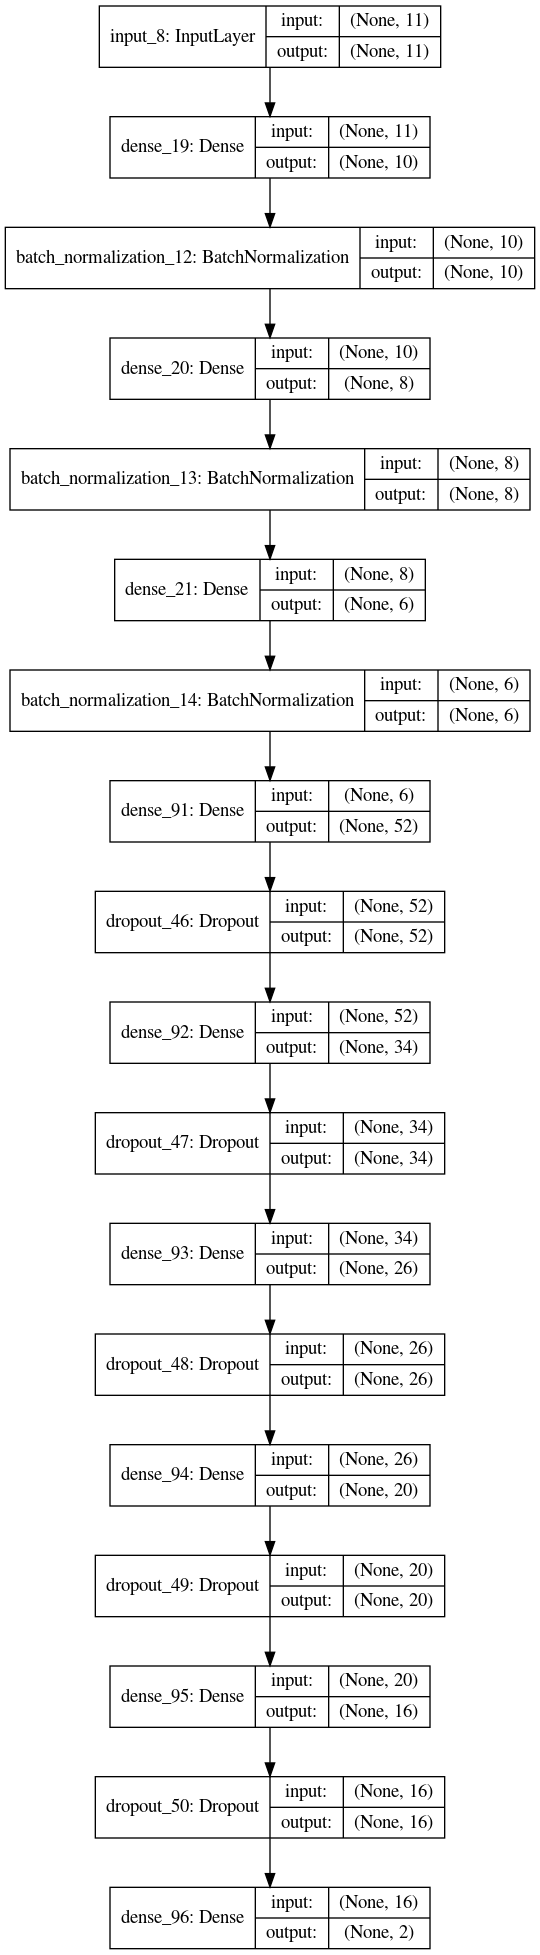 input_8: InputLayer
input: (None, 11)
output: (None, 11)
dense_19: Dense
input: (None, 11)
output: (None, 10)
batch_normalization_12: BatchNormalization
input: (None, 10)
output: (None, 10)
dense_20: Dense
input: (None, 10)
output: (None, 8)
batch_normalization_13: BatchNormalization
input: (None, 8)
output: (None, 8)
dense_21: Dense
input: (None, 8)
output: (None, 6)
batch_normalization_14: BatchNormalization
input: (None, 6)
output: (None, 6)
dense_91: Dense
input: (None, 6)
output: (None, 52)
dropout_46: Dropout
input: (None, 52)
output: (None, 52)
dense_92: Dense
input: (None, 52)
output: (None, 34)
dropout_47: Dropout
input: (None, 34)
output: (None, 34)
dense_93: Dense
input: (None, 34)
output: (None, 26)
dropout_48: Dropout
input: (None, 26)
output: (None, 26)
dense_94: Dense
input: (None, 26)
output: (None, 20)
dropout_49: Dropout
input: (None, 20)
output: (None, 20)
dense_95: Dense
input: (None, 20)
output: (None, 16)
dropout_50: Dropout
input: (None, 16)
output: (None, 16)
dense_96: Dense
input: (None, 16)
output: (None, 2)